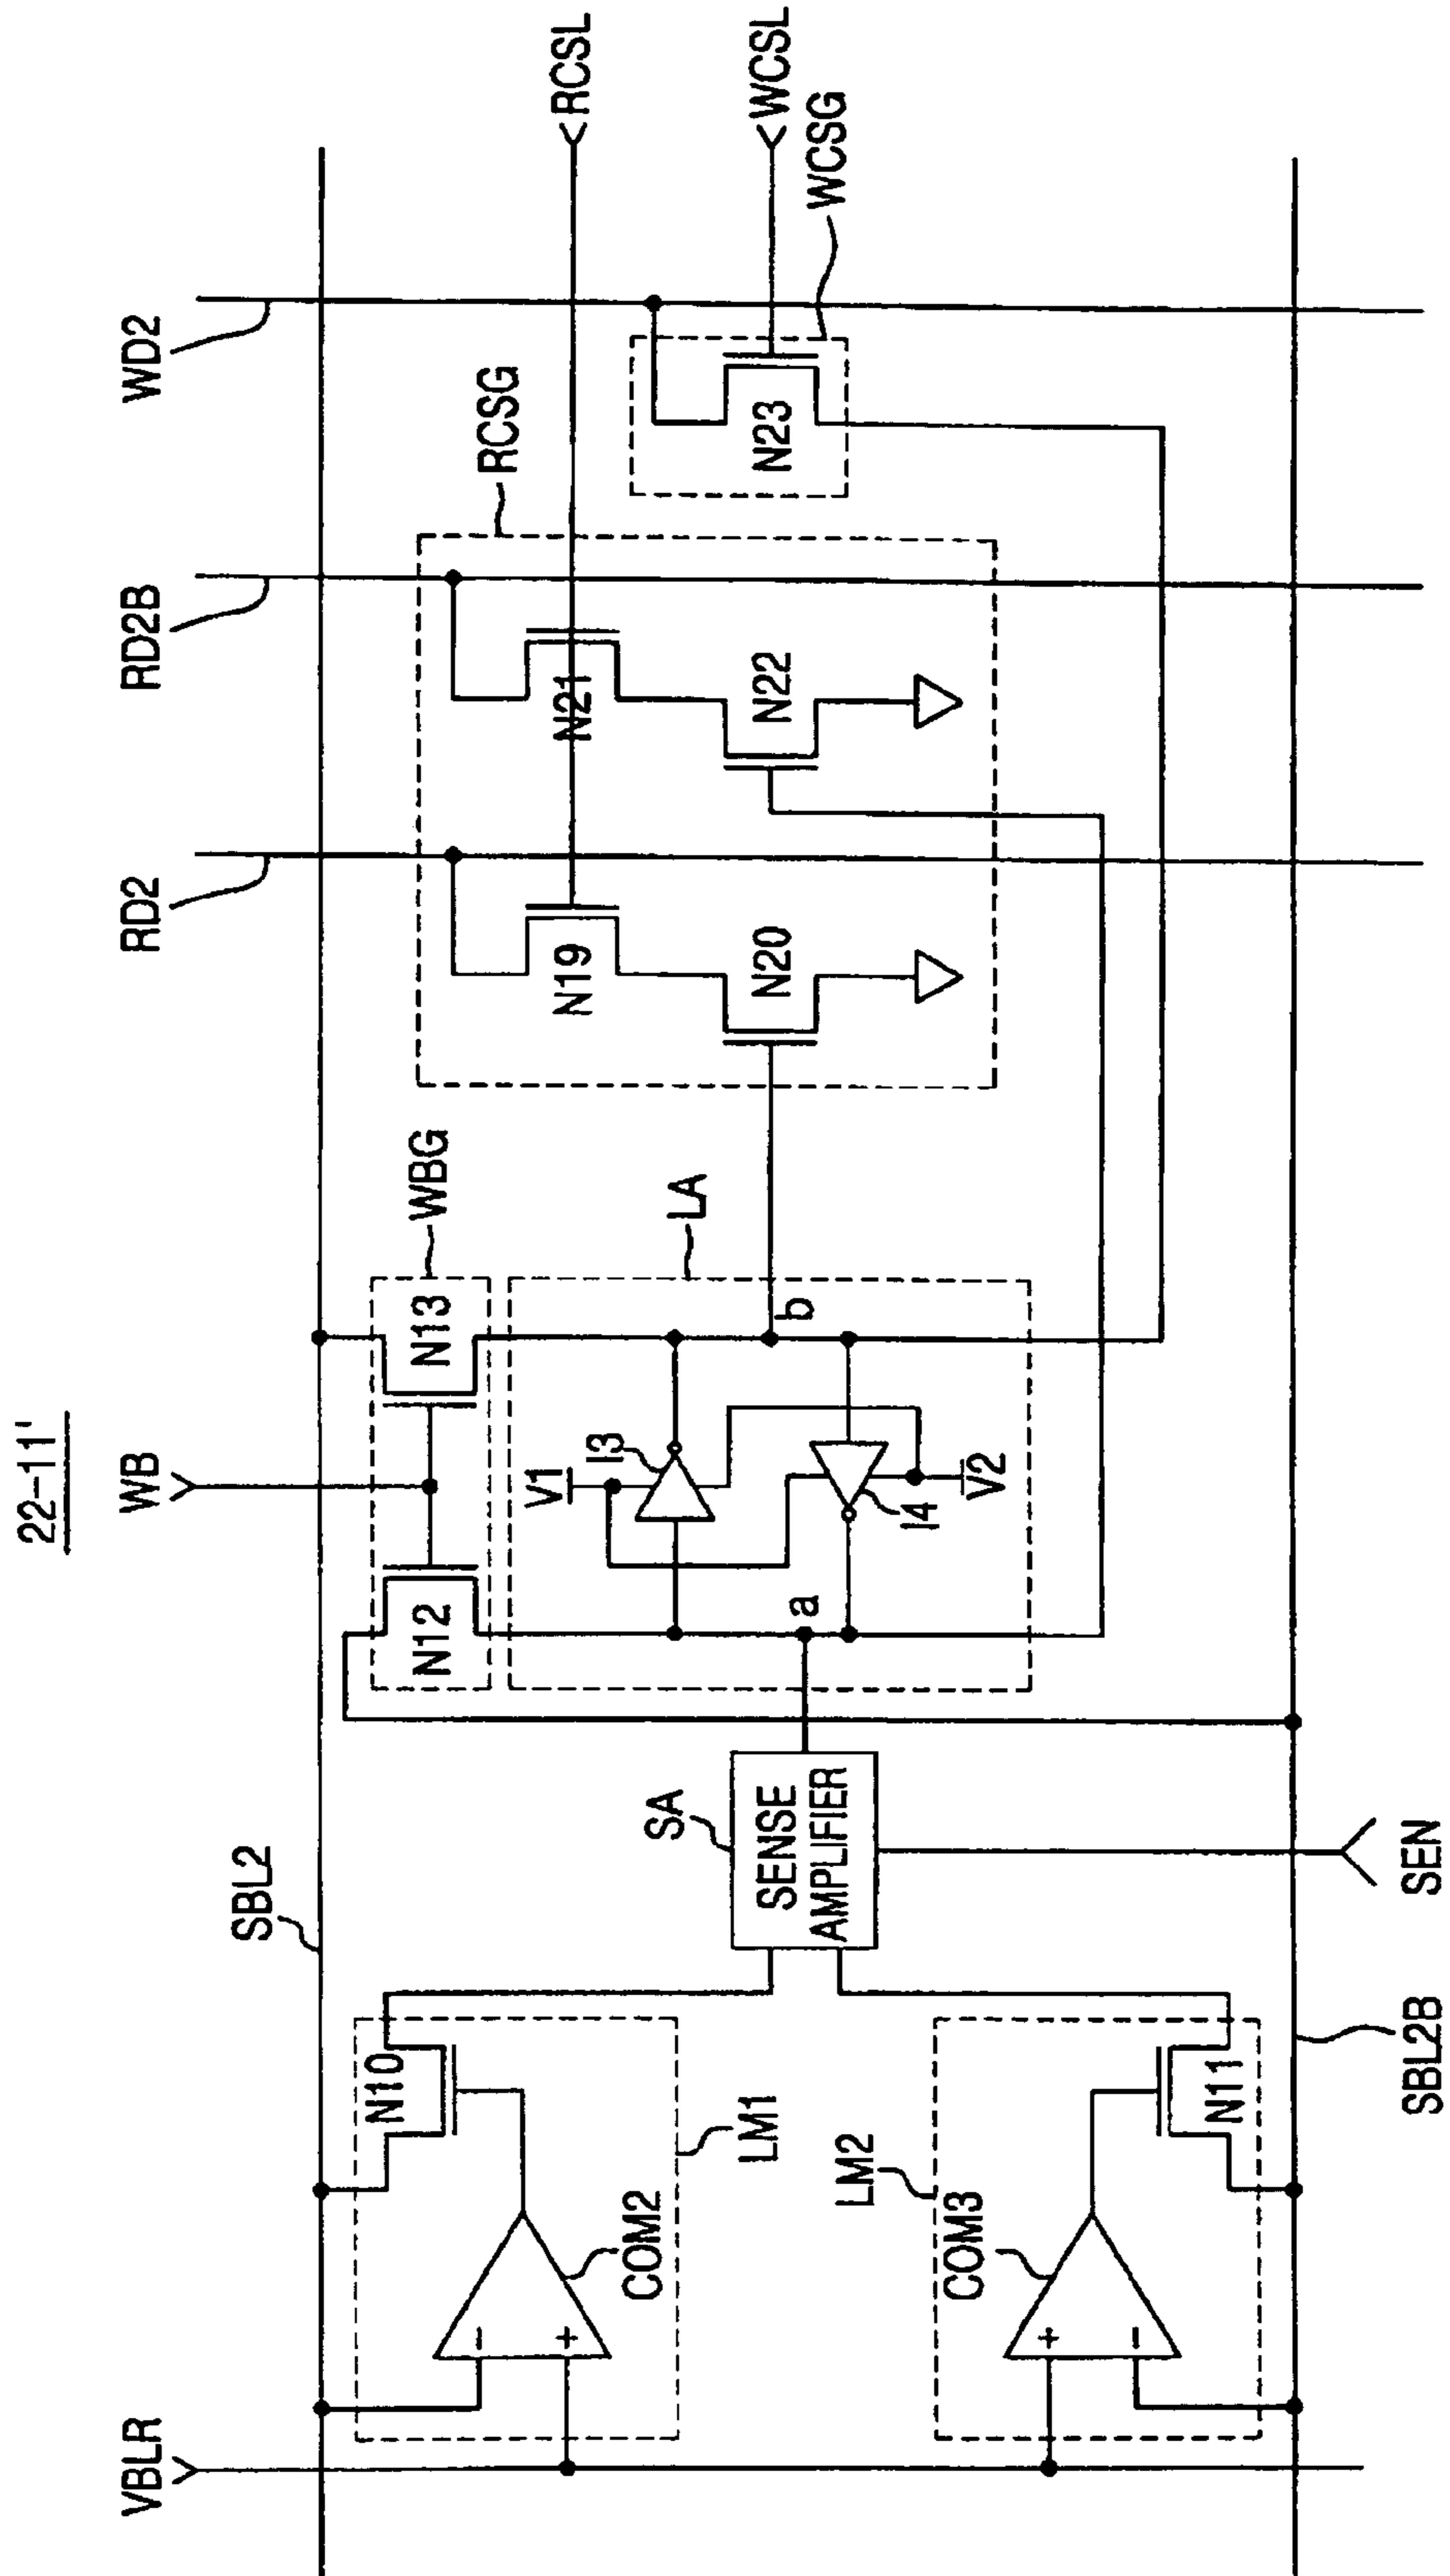 22-11'
VBLR
SBL2
WB
RD2
RD2B
WD2
N10
COM2
LM1
-
+
LM2
COM3
+
-
N11
SBL2B
SA
SENSE
AMPLIFIER
SEN
WBG
N12
N13
LA
V1
I3
I4
V2
a
b
RCSG
N19
N20
N21
N22
RCSL
WCSL
WCSG
N23